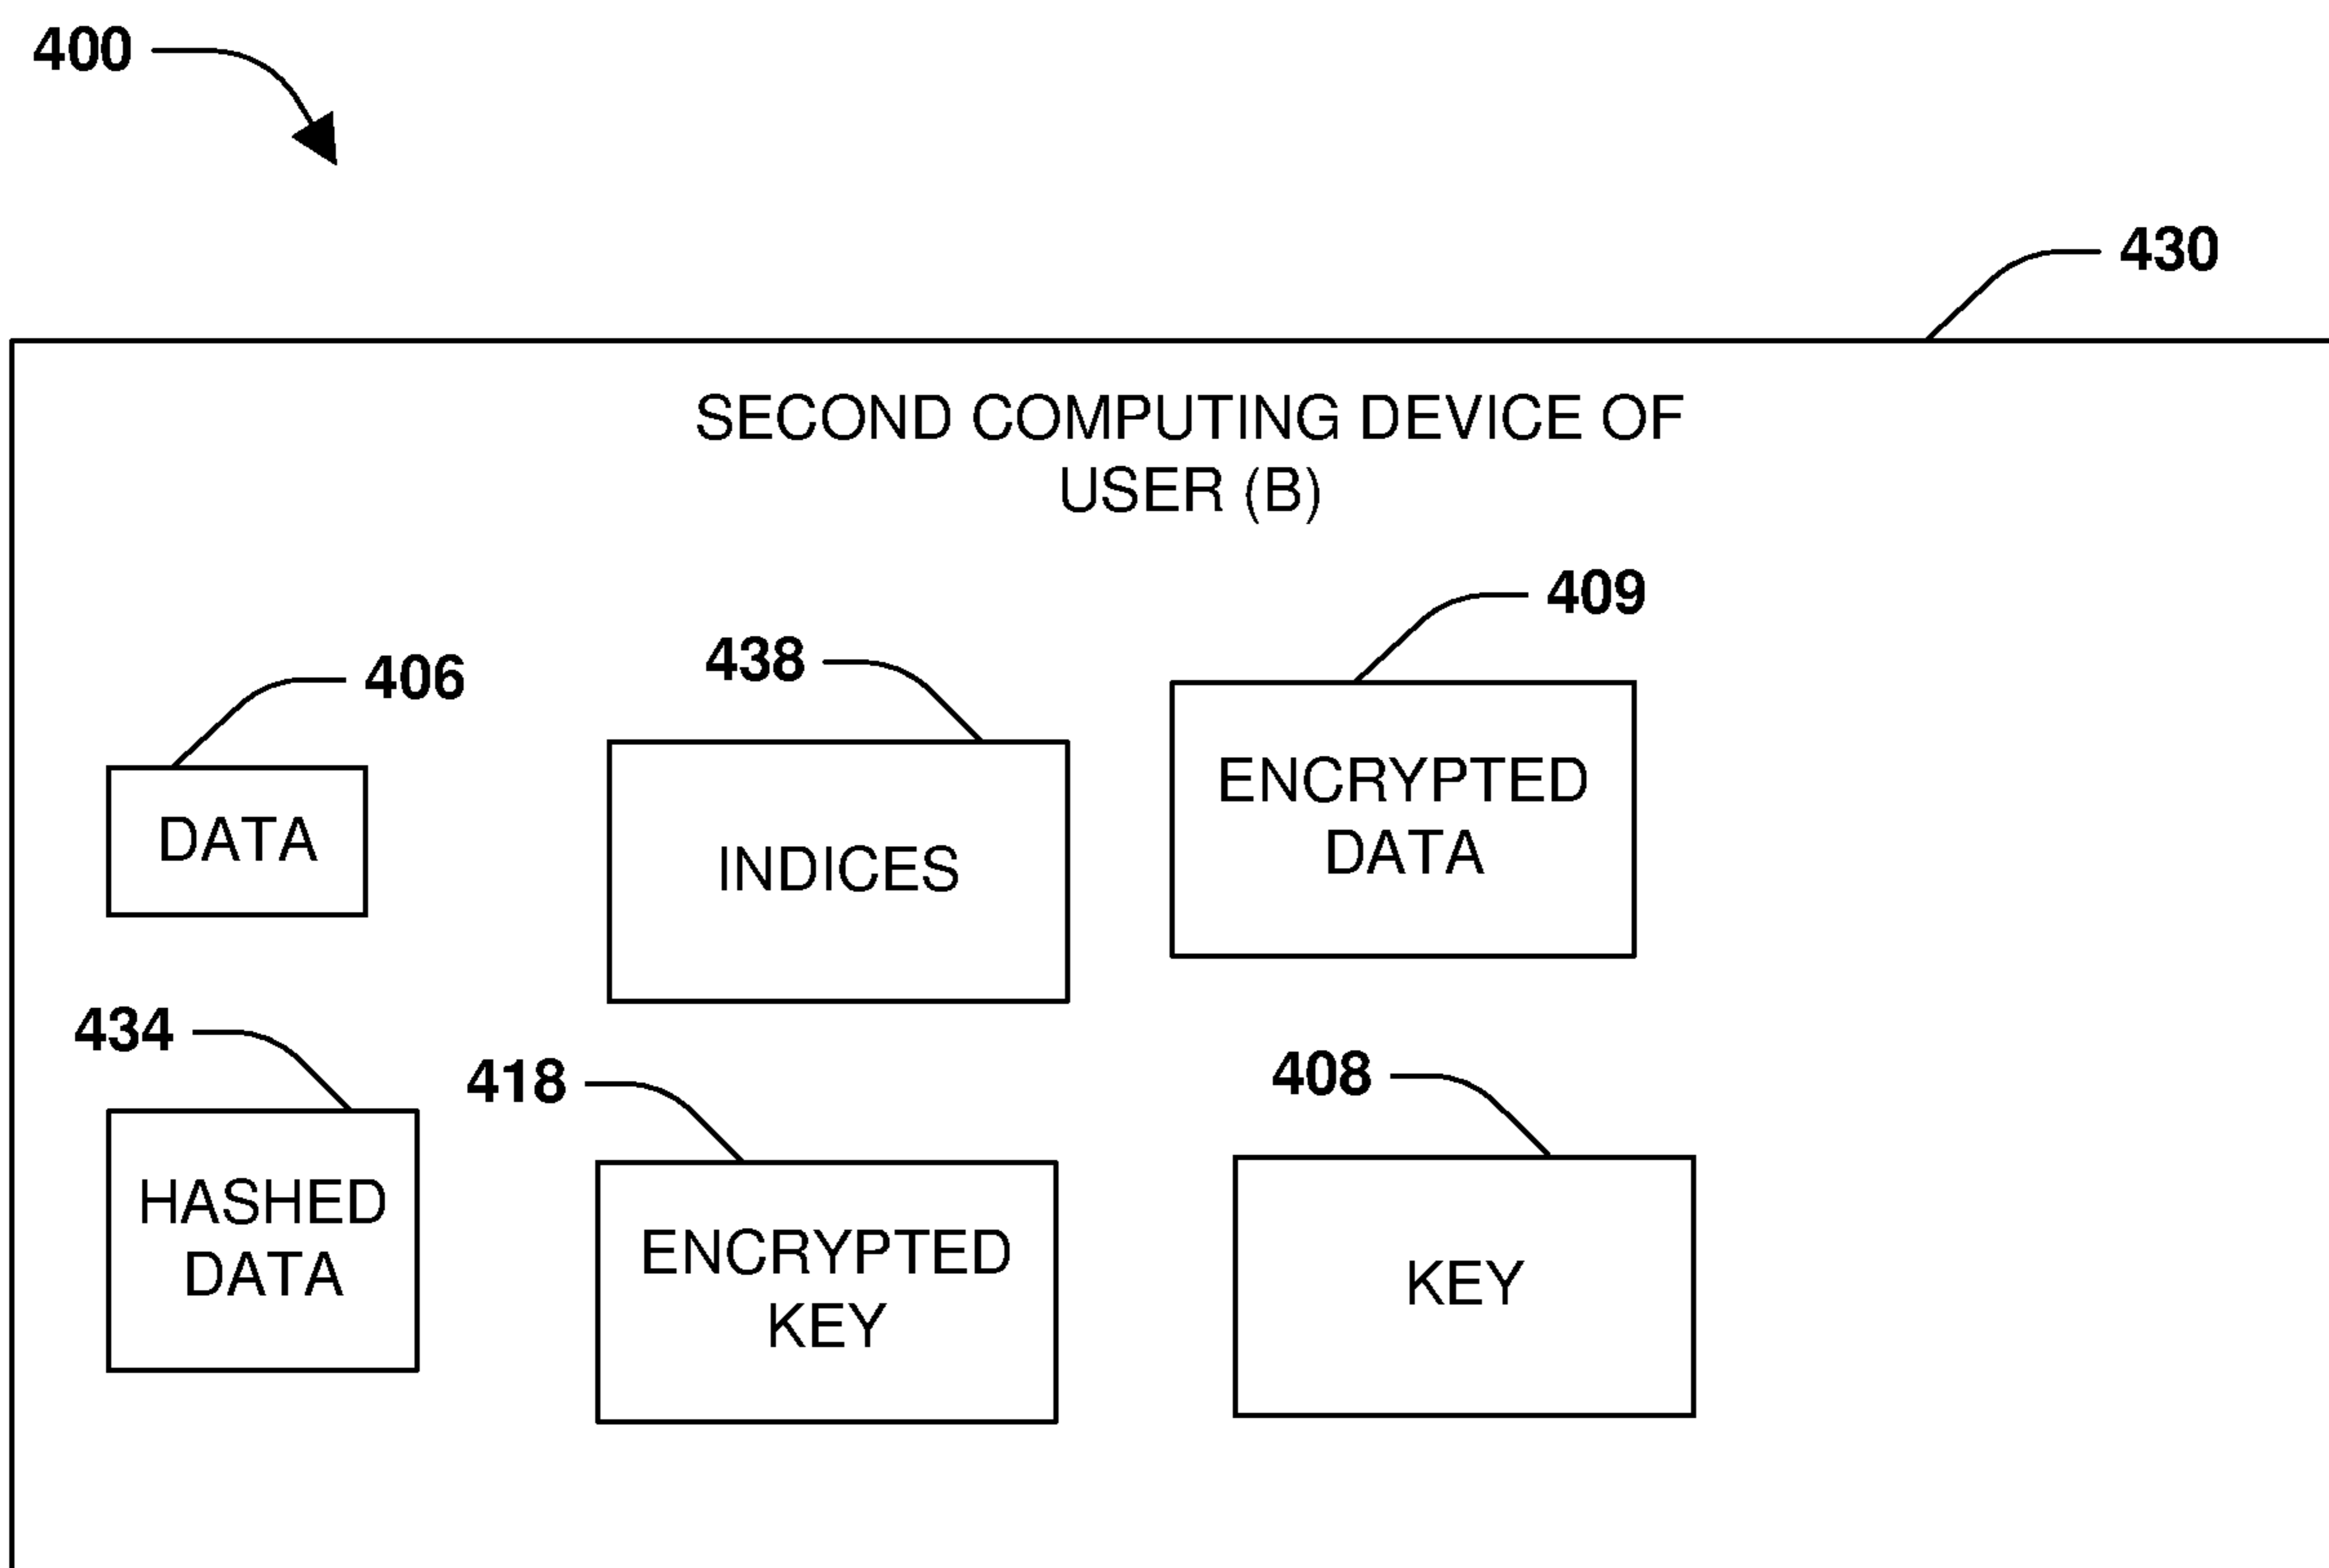 400
430
SECOND COMPUTING DEVICE OF
USER (B)
409
438
406
ENCRYPTED
DATA
DATA
INDICES
434
418
408
HASHED
DATA
ENCRYPTED
KEY
KEY